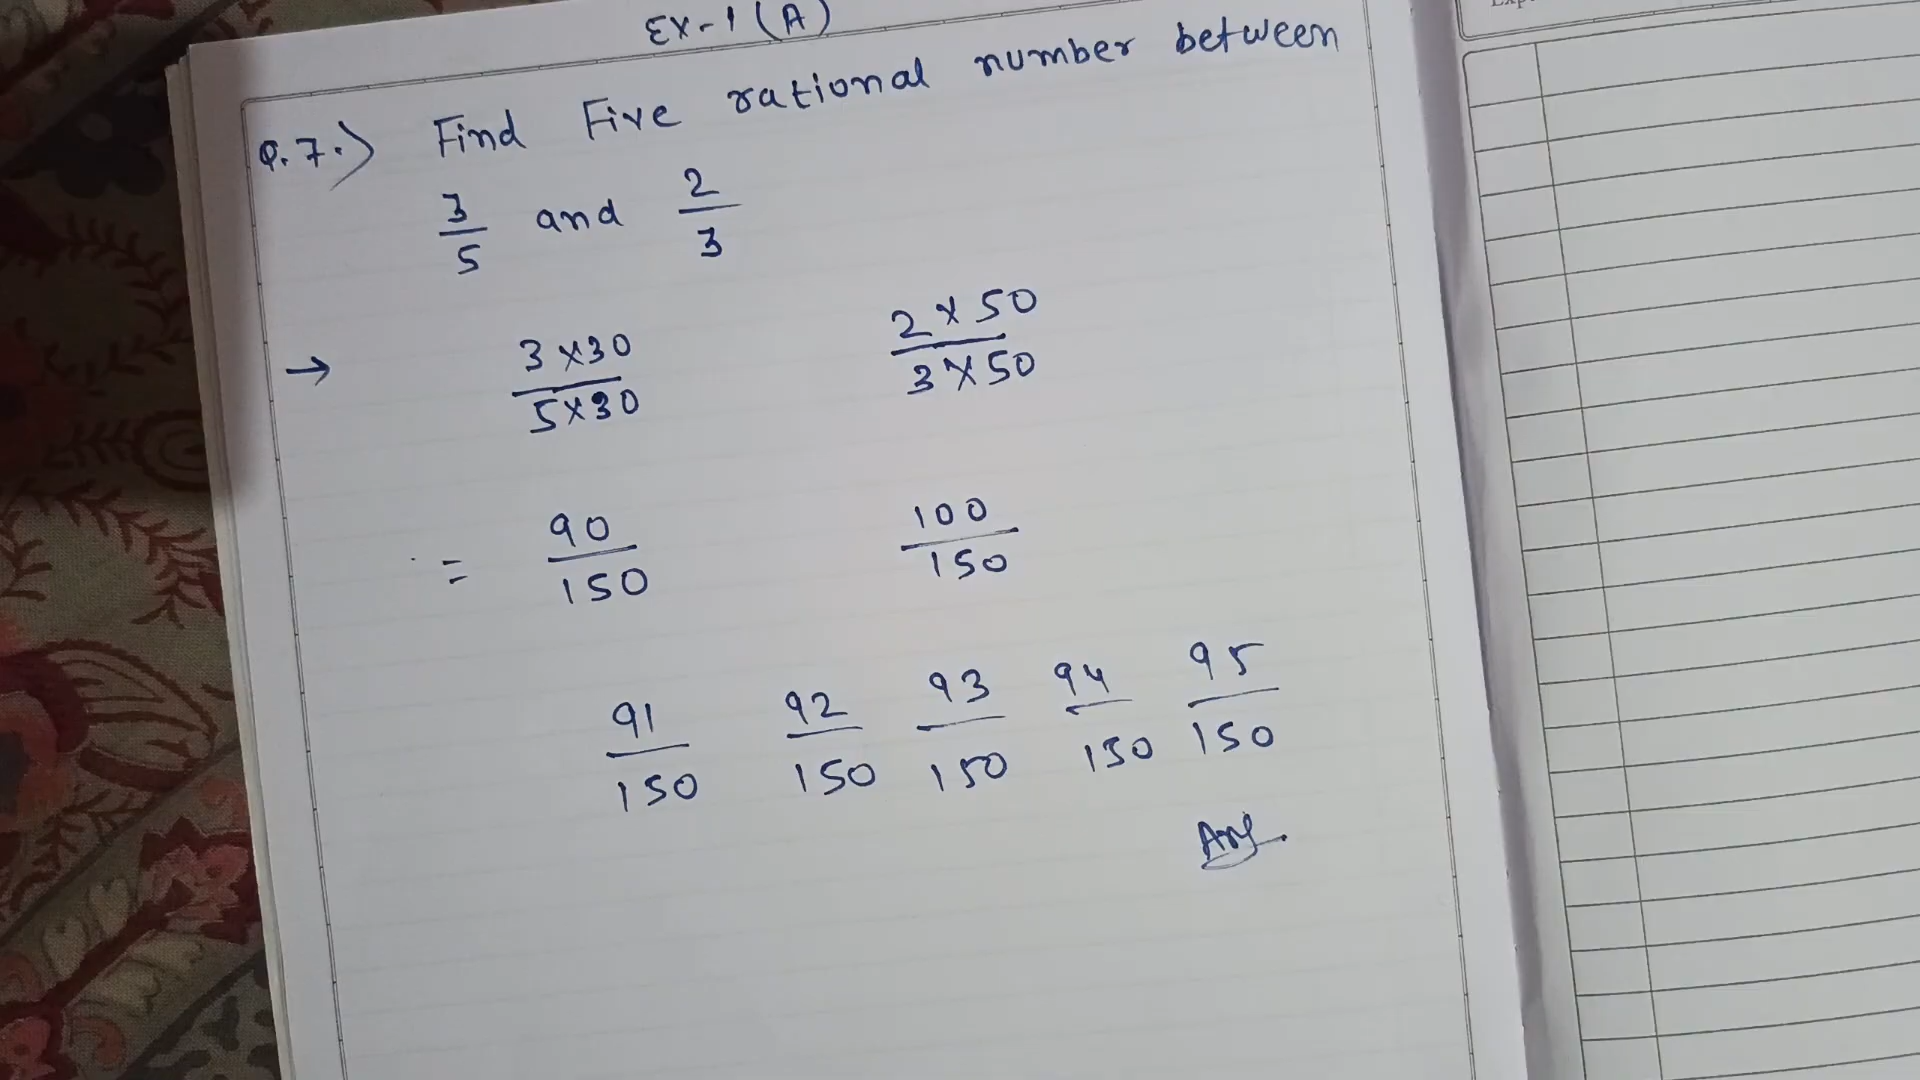 EX-1 (A)
Q.7.) Find Five rational number between
3/5 and 2/3
→ 3×30/5×30 2×50/3×50
= 90/150 100/150
91/150 92/150 93/150 94/150 95/150
Ans.